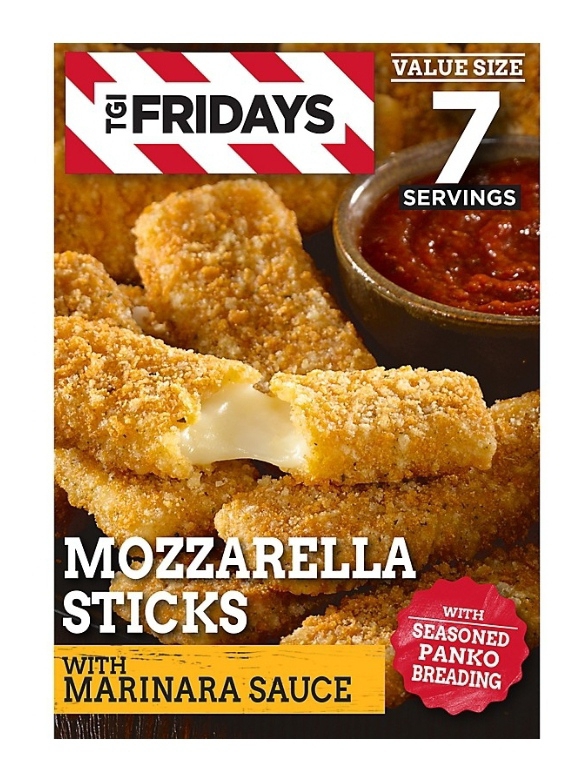 TGI FRIDAYS
VALUE SIZE
7
SERVINGS
MOZZARELLA
STICKS
WITH
MARINARA SAUCE
WITH
SEASONED
PANKO
BREADING